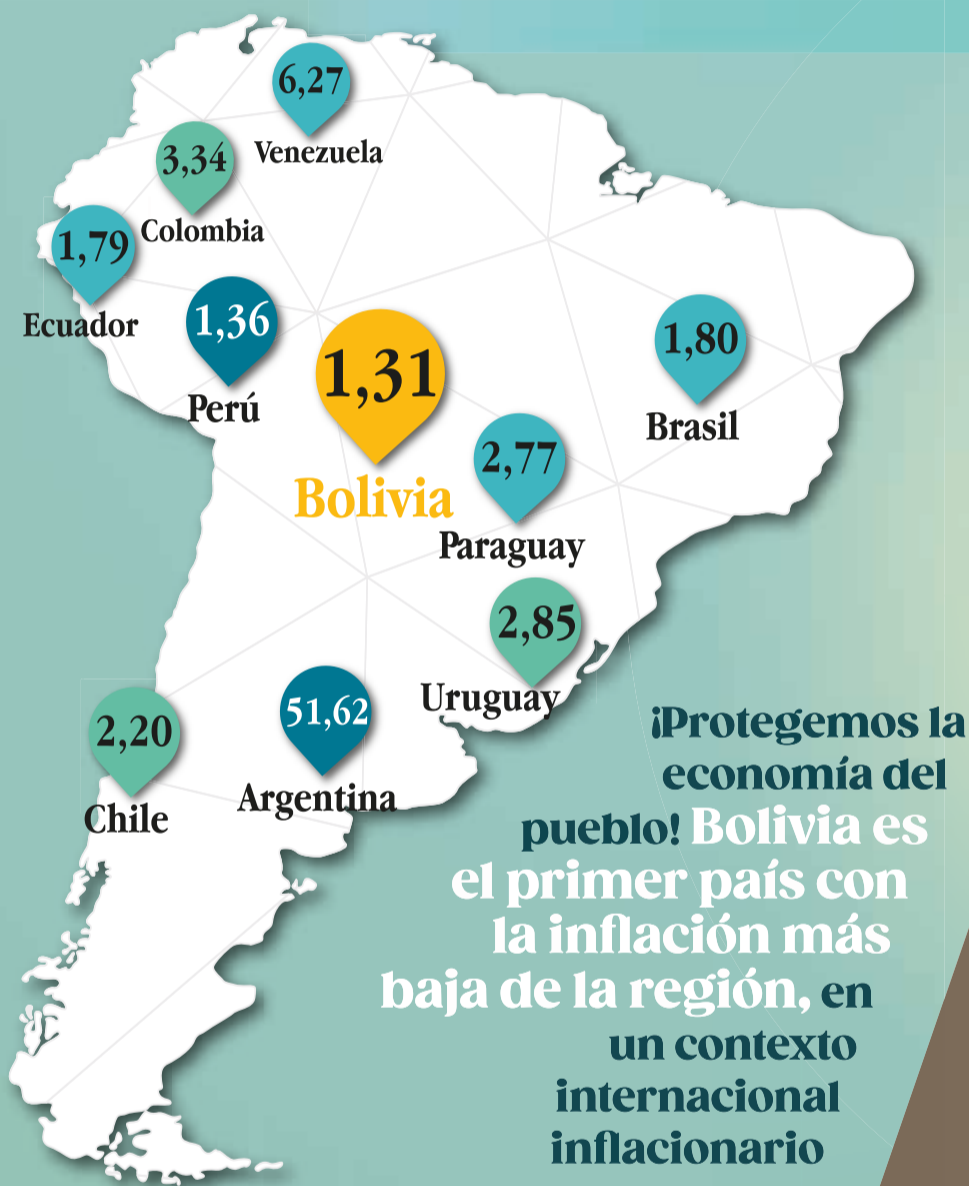 6,27
Venezuela
3,34
Colombia
1,79
Ecuador
1,36
Perú
1,31
Bolivia
1,80
Brasil
2,77
Paraguay
2,85
Uruguay
51,62
Argentina
2,20
Chile
¡Protegemos la
economía del
pueblo! Bolivia es
el primer país con
la inflación más
baja de la región, en
un contexto
internacional
inflacionario